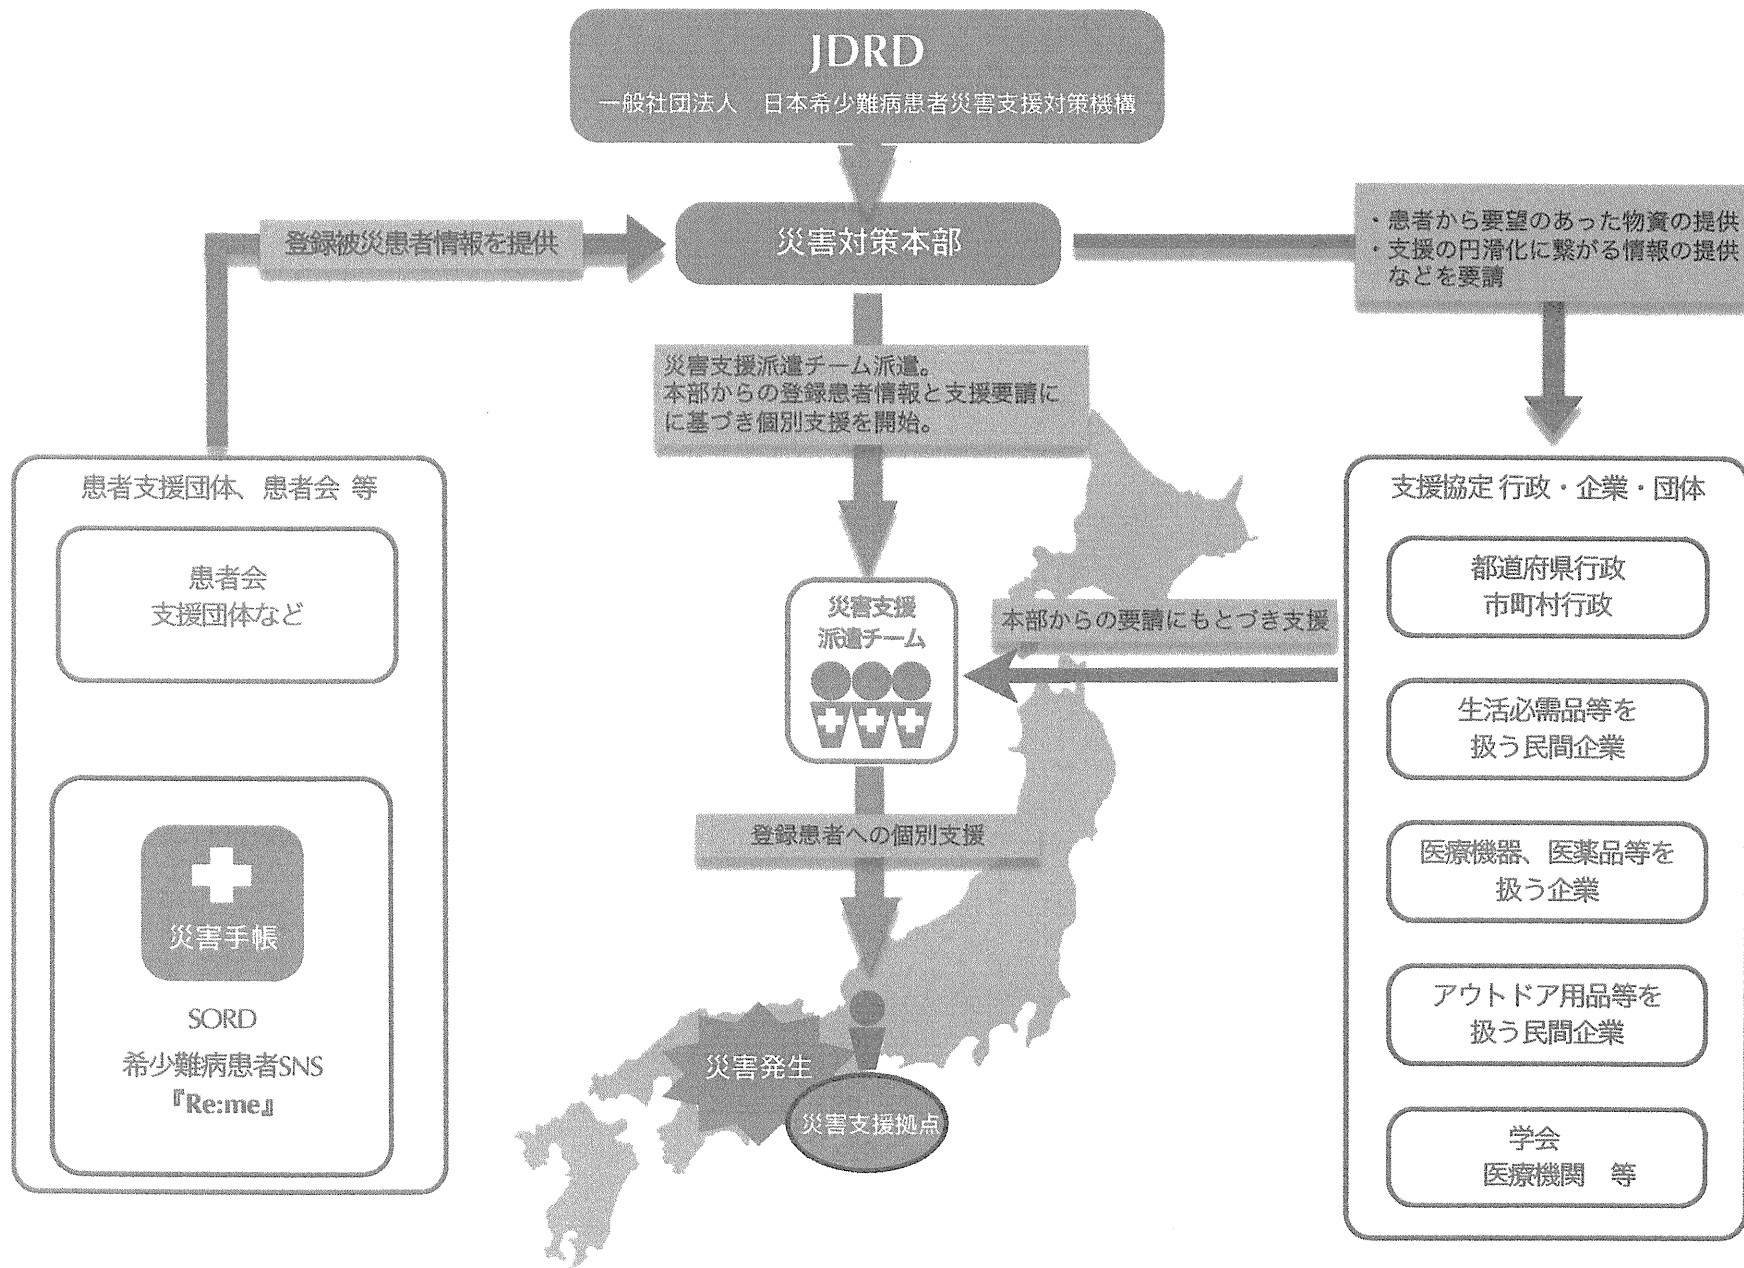 JDRD
一般社団法人　日本希少難病患者災害支援対策機構
登録被災患者情報を提供
災害対策本部
・患者から要望のあった物資の提供
・支援の円滑化に繋がる情報の提供
などを要請
災害支援派遣チーム派遣。
本部からの登録患者情報と支援要請に
に基づき個別支援を開始。
患者支援団体、患者会 等
患者会
支援団体など
災害手帳
SORD
希少難病患者SNS
『Re:me』
災害支援
派遣チーム
本部からの要請にもとづき支援
登録患者への個別支援
災害発生
災害支援拠点
支援協定 行政・企業・団体
都道府県行政
市町村行政
生活必需品等を
扱う民間企業
医療機器、医薬品等を
扱う企業
アウトドア用品等を
扱う民間企業
学会
医療機関　等